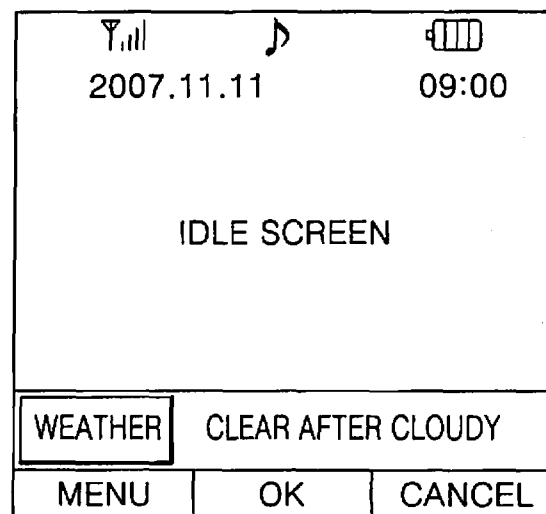 2007.11.11 09:00
IDLE SCREEN
WEATHER CLEAR AFTER CLOUDY
MENU OK CANCEL